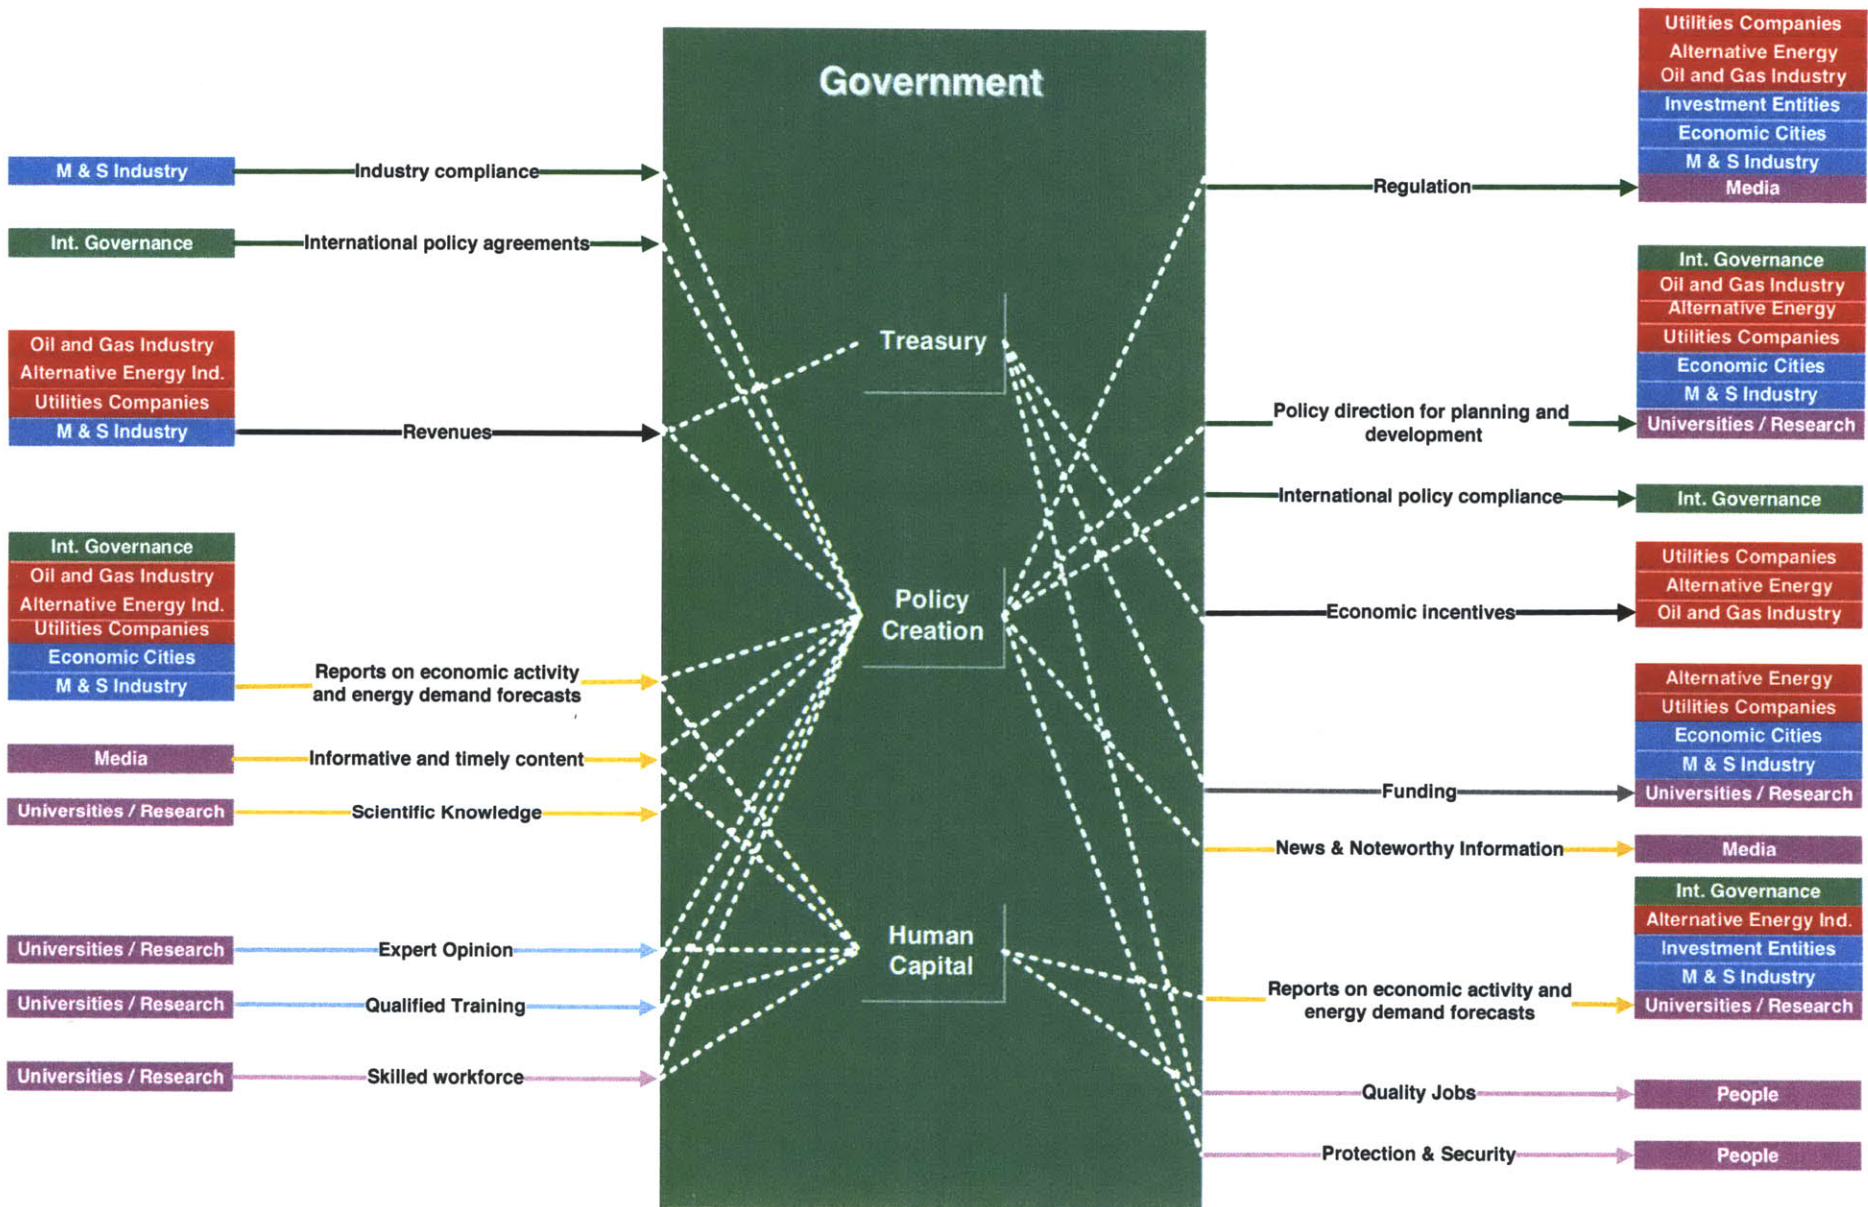 Government
M & S Industry
Industry compliance
Int. Governance
International policy agreements
Oil and Gas Industry
Alternative Energy Ind.
Utilities Companies
M & S Industry
Revenues
Int. Governance
Oil and Gas Industry
Alternative Energy Ind.
Utilities Companies
Economic Cities
M & S Industry
Reports on economic activity
and energy demand forecasts
Media
Informative and timely content
Universities / Research
Scientific Knowledge
Universities / Research
Expert Opinion
Universities / Research
Qualified Training
Universities / Research
Skilled workforce
Treasury
Policy
Creation
Human
Capital
Regulation
Utilities Companies
Alternative Energy
Oil and Gas Industry
Investment Entities
Economic Cities
M & S Industry
Media
Policy direction for planning and
development
Int. Governance
Oil and Gas Industry
Alternative Energy
Utilities Companies
Economic Cities
M & S Industry
Universities / Research
International policy compliance
Int. Governance
Economic incentives
Utilities Companies
Alternative Energy
Oil and Gas Industry
Funding
Alternative Energy
Utilities Companies
Economic Cities
M & S Industry
Universities / Research
News & Noteworthy Information
Media
Reports on economic activity and
energy demand forecasts
Int. Governance
Alternative Energy Ind.
Investment Entities
M & S Industry
Universities / Research
Quality Jobs
People
Protection & Security
People